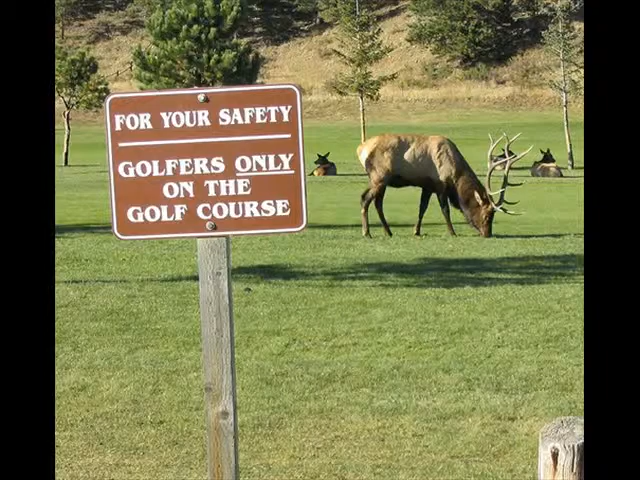 FOR YOUR SAFETY
GOLFERS ONLY
ON THE
GOLF COURSE